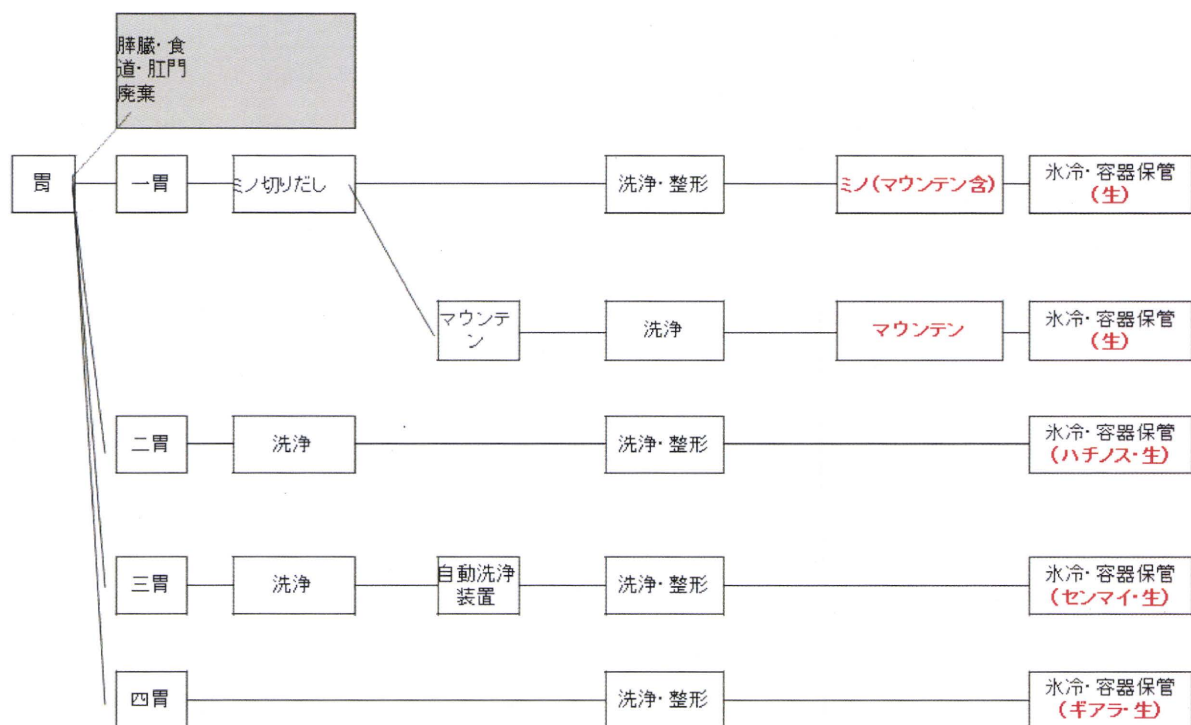 膵臓・食
道・肛門
廃棄
胃
一胃
ミノ切りだし
洗浄・整形
ミノ(マウンテン含)
氷冷・容器保管
(生)
マウンテ
ン
洗浄
マウンテン
氷冷・容器保管
(生)
二胃
洗浄
洗浄・整形
氷冷・容器保管
(ハチノス・生)
三胃
洗浄
自動洗浄
装置
洗浄・整形
氷冷・容器保管
(センマイ・生)
四胃
洗浄・整形
氷冷・容器保管
(ギアラ・生)